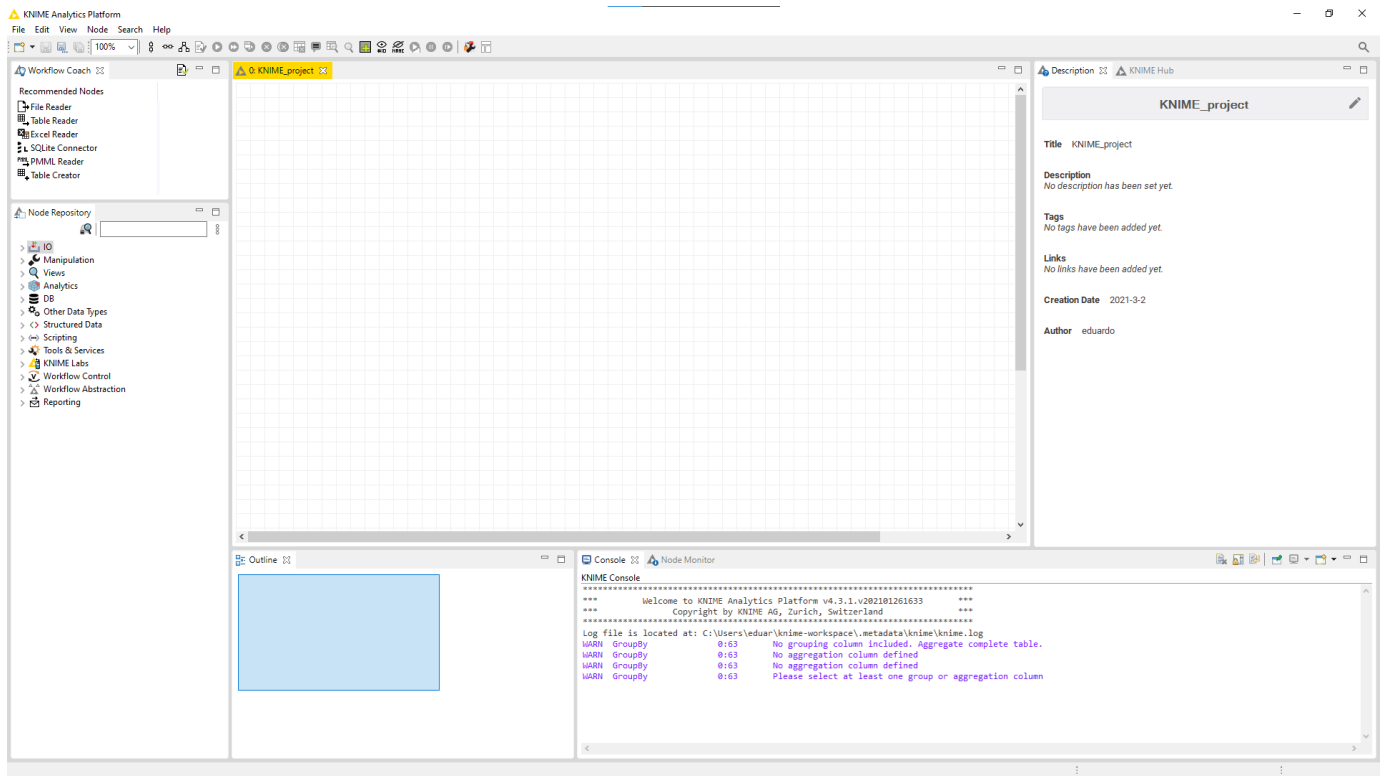 KNIME Analytics Platform
File Edit View Node Search Help
100%
Workflow Coach
Recommended Nodes
File Reader
Table Reader
Excel Reader
SQLite Connector
PMML Reader
Table Creator
Node Repository
IO
Manipulation
Views
Analytics
DB
Other Data Types
Structured Data
Scripting
Tools & Services
KNIME Labs
Workflow Control
Workflow Abstraction
Reporting
0: KNIME_project
Outline
Description KNIME Hub
KNIME_project
Title KNIME_project
Description
No description has been set yet.
Tags
No tags have been added yet.
Links
No links have been added yet.
Creation Date 2021-3-2
Author eduardo
Console Node Monitor
KNIME Console
********************************************************************************
*** Welcome to KNIME Analytics Platform v4.3.1.v202101261633 ***
*** Copyright by KNIME AG, Zurich, Switzerland ***
********************************************************************************
Log file is located at: C:\Users\eduar\knime-workspace\.metadata\knime\knime.log
WARN GroupBy 0:63 No grouping column included. Aggregate complete table.
WARN GroupBy 0:63 No aggregation column defined
WARN GroupBy 0:63 No aggregation column defined
WARN GroupBy 0:63 Please select at least one group or aggregation column